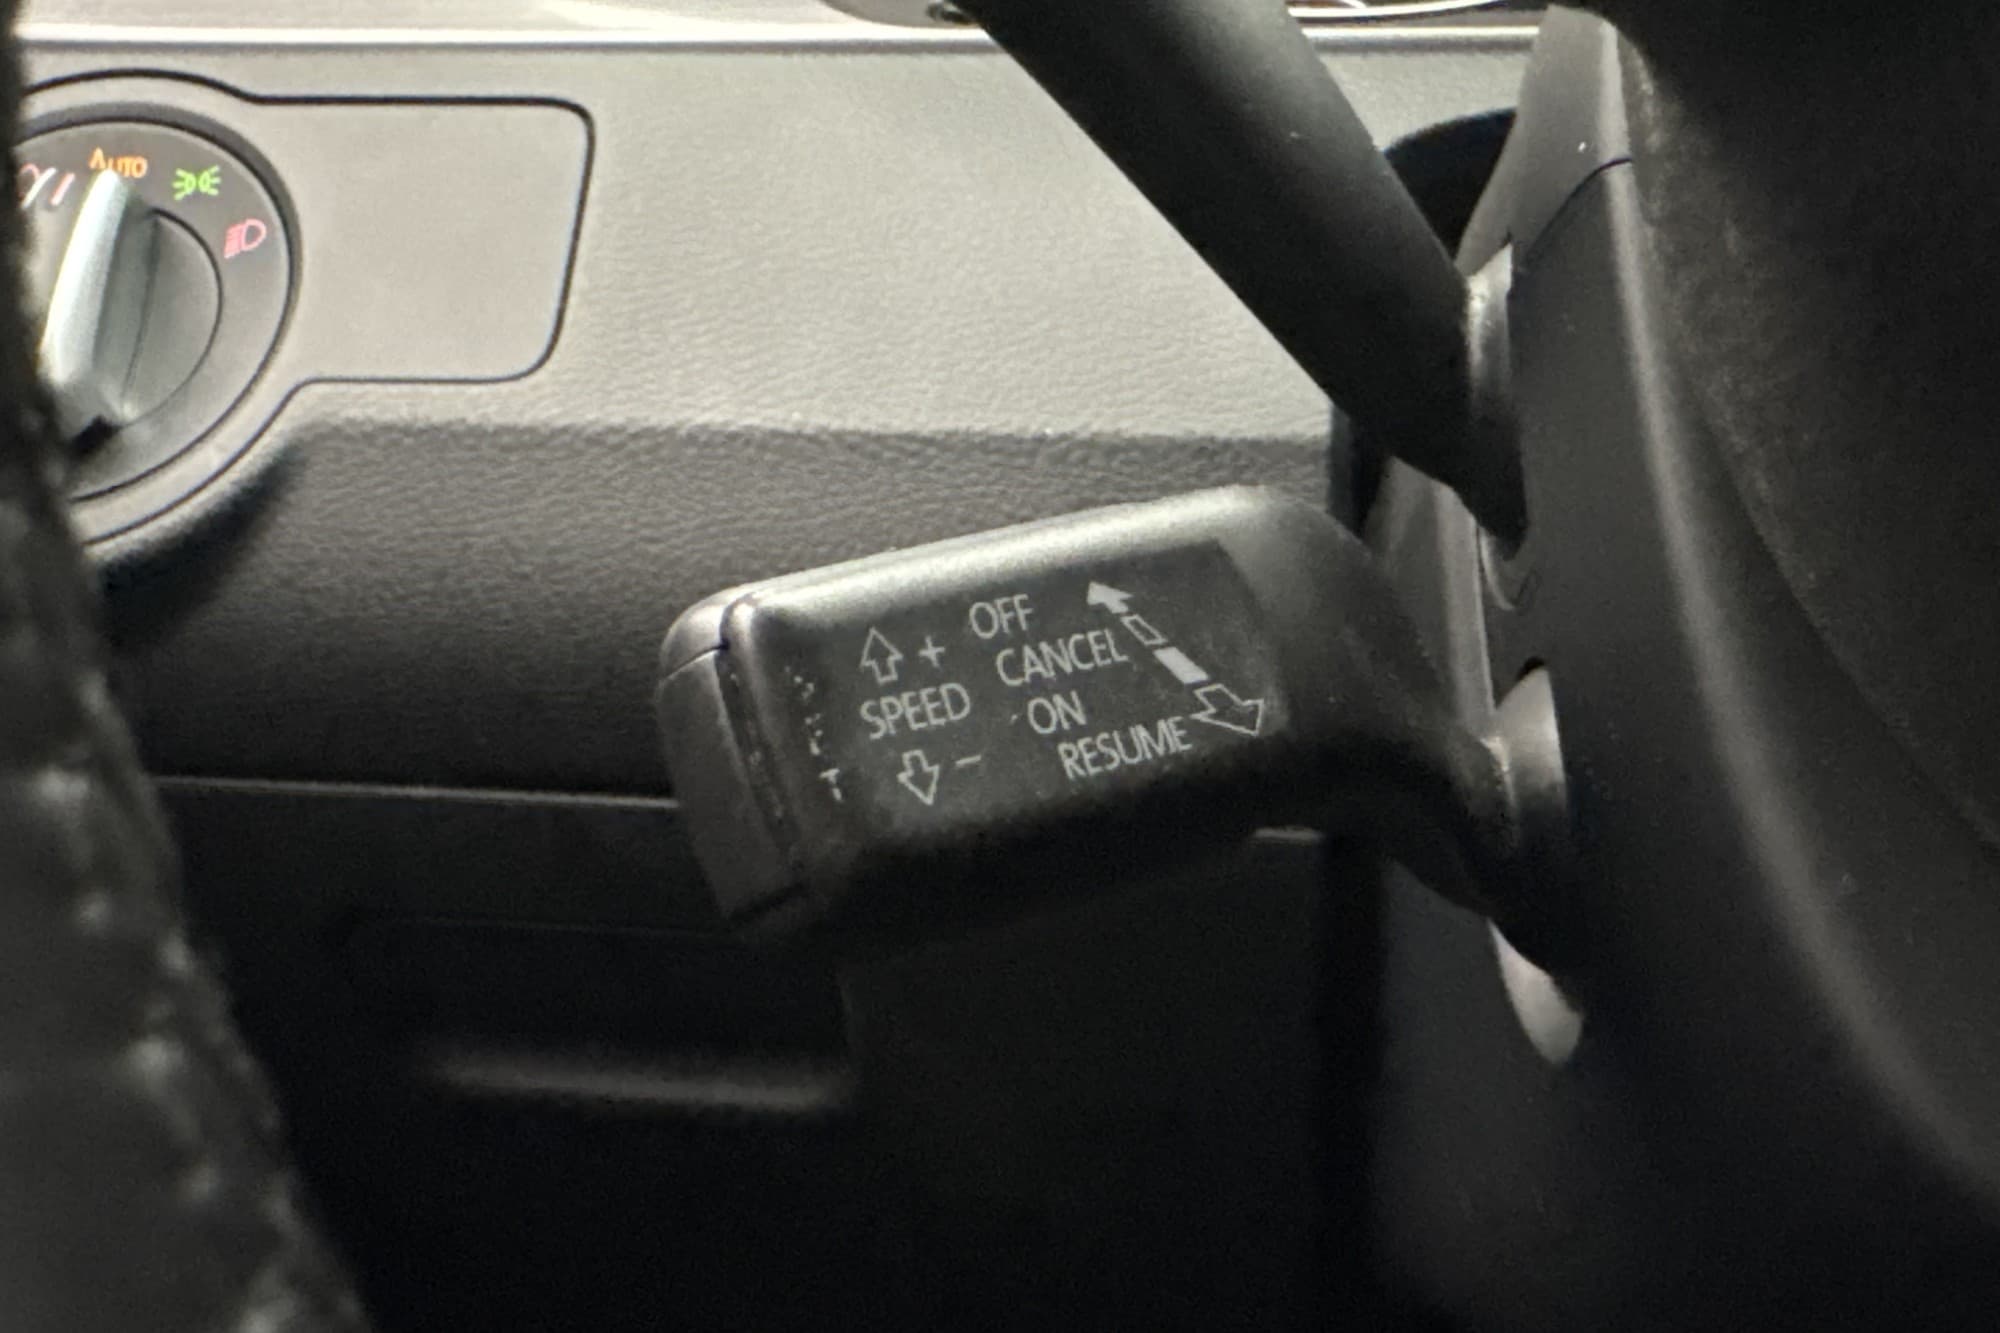 AUTO
OFF
+
CANCEL
SPEED
ON
−
RESUME